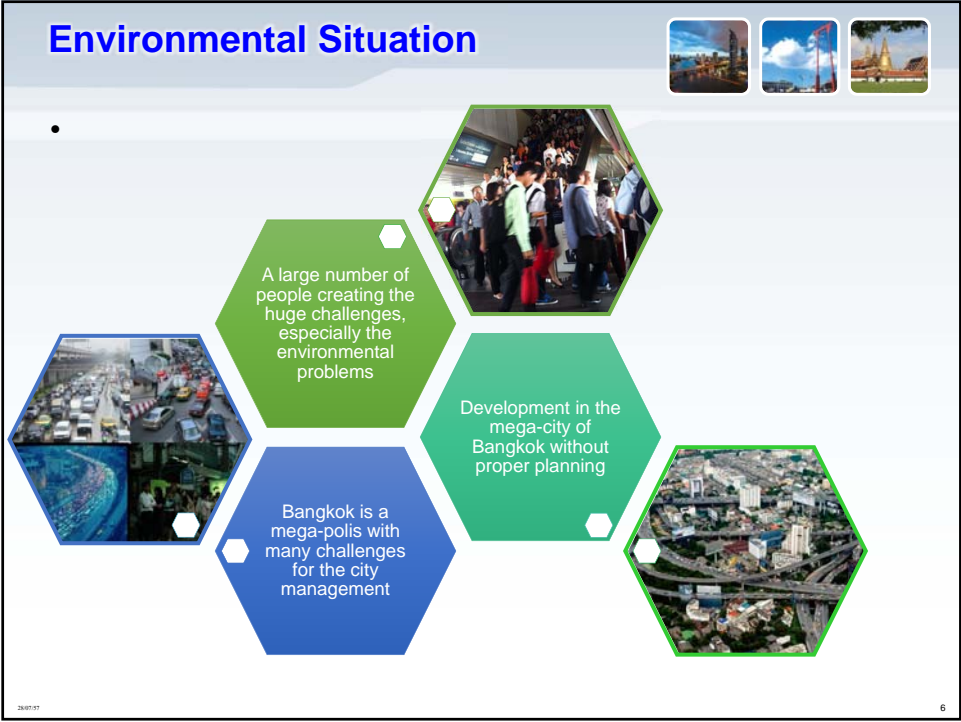 Environmental Situation
•
A large number of
people creating the
huge challenges,
especially the
environmental
problems
Development in the
mega-city of
Bangkok without
proper planning
Bangkok is a
mega-polis with
many challenges
for the city
management
28/07/57
6